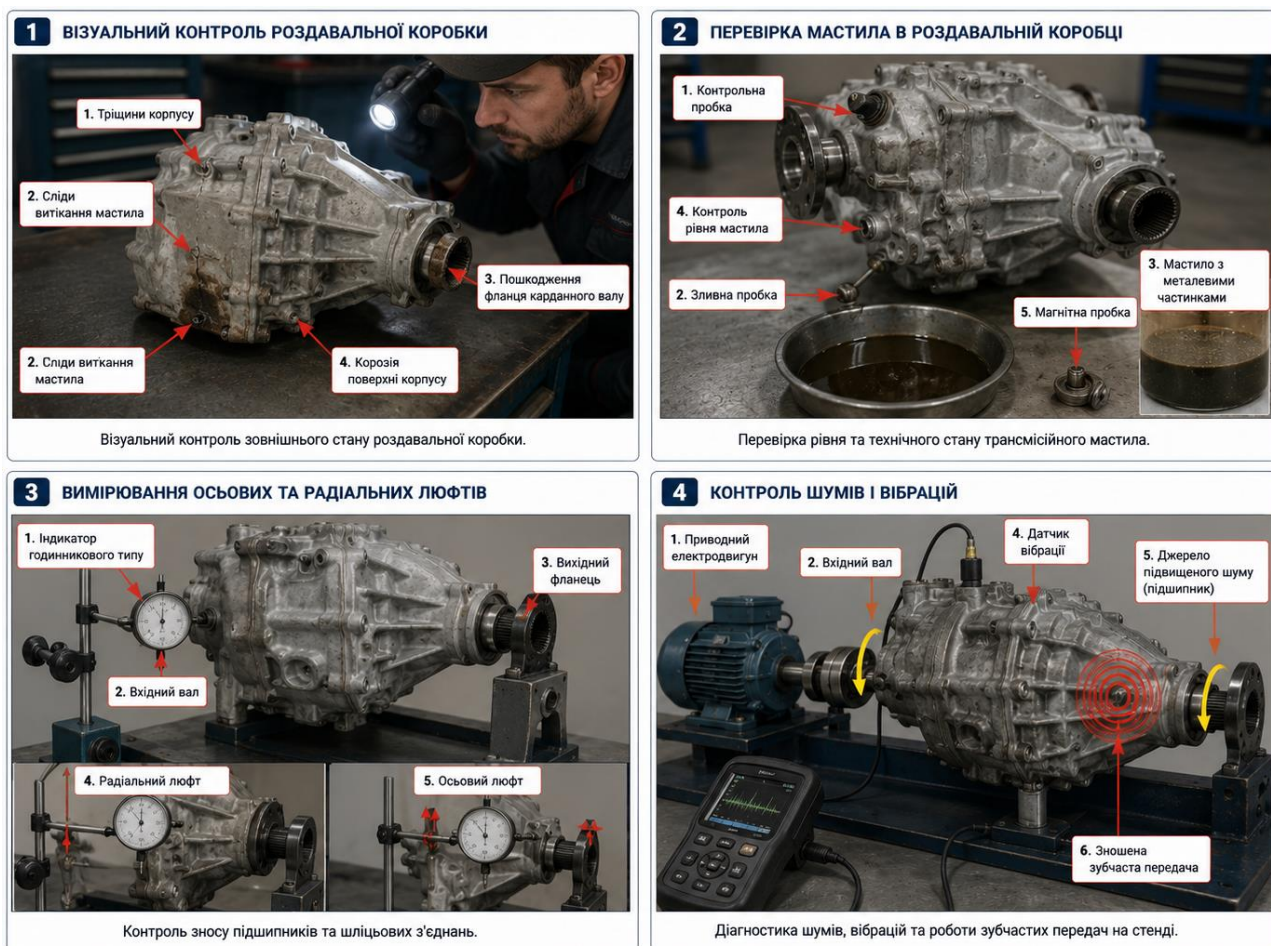 1 ВІЗУАЛЬНИЙ КОНТРОЛЬ РОЗДАВАЛЬНОЇ КОРОБКИ
1. Тріщини корпусу
2. Сліди
витікання мастила
3. Пошкодження
фланця карданного валу
2. Сліди витікання
мастила
4. Корозія
поверхні корпусу
Візуальний контроль зовнішнього стану роздавальної коробки.
2 ПЕРЕВІРКА МАСТИЛА В РОЗДАВАЛЬНІЙ КОРОБЦІ
1. Контрольна
пробка
4. Контроль
рівня мастила
2. Зливна пробка
3. Мастило з
металевими
частинками
5. Магнітна пробка
Перевірка рівня та технічного стану трансмісійного мастила.
3 ВИМІРЮВАННЯ ОСЬОВИХ ТА РАДІАЛЬНИХ ЛЮФТІВ
1. Індикатор
годинникового типу
3. Вихідний
фланець
2. Вхідний вал
4. Радіальний люфт
5. Осьовий люфт
Контроль зносу підшипників та шліцьових з'єднань.
4 КОНТРОЛЬ ШУМІВ І ВІБРАЦІЙ
1. Приводний
електродвигун
2. Вхідний вал
4. Датчик
вібрації
5. Джерело
підвищеного шуму
(підшипник)
6. Зношена
зубчаста передача
Діагностика шумів, вібрацій та роботи зубчастих передач на стенді.